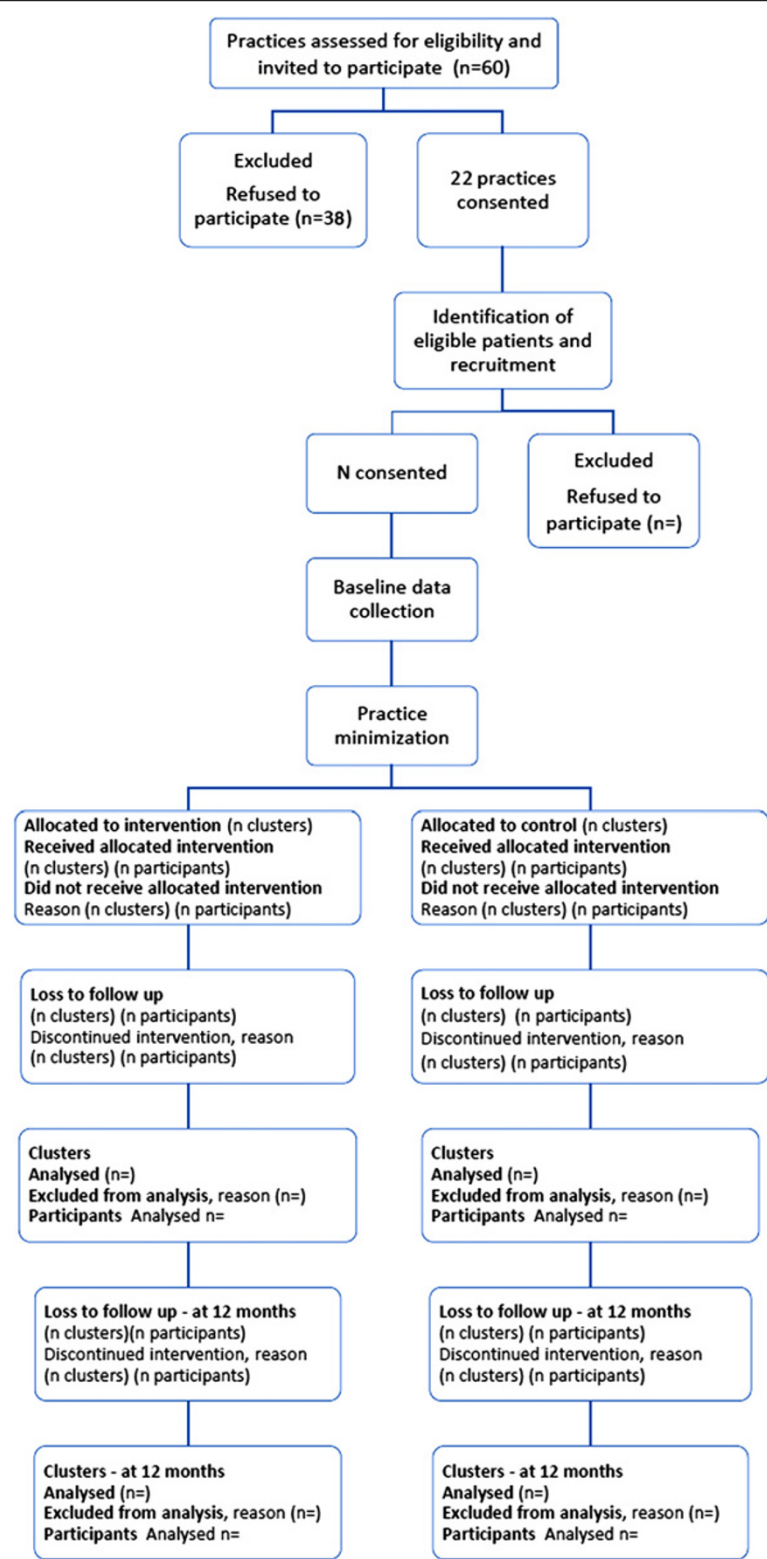 Practices assessed for eligibility and
invited to participate (n=60)
Excluded
Refused to
participate (n=38)
22 practices
consented
Identification of
eligible patients and
recruitment
N consented
Excluded
Refused to
participate (n=)
Baseline data
collection
Practice
minimization
Allocated to intervention (n clusters)
Received allocated intervention
(n clusters) (n participants)
Did not receive allocated intervention
Reason (n clusters) (n participants)
Allocated to control (n clusters)
Received allocated intervention
(n clusters) (n participants)
Did not receive allocated intervention
Reason (n clusters) (n participants)
Loss to follow up
(n clusters) (n participants)
Discontinued intervention, reason
(n clusters) (n participants)
Loss to follow up
(n clusters) (n participants)
Discontinued intervention, reason
(n clusters) (n participants)
Clusters
Analysed (n=)
Excluded from analysis, reason (n=)
Participants Analysed n=
Clusters
Analysed (n=)
Excluded from analysis, reason (n=)
Participants Analysed n=
Loss to follow up - at 12 months
(n clusters)(n participants)
Discontinued intervention, reason
(n clusters) (n participants)
Loss to follow up - at 12 months
(n clusters) (n participants)
Discontinued intervention, reason
(n clusters) (n participants)
Clusters - at 12 months
Analysed (n=)
Excluded from analysis, reason (n=)
Participants Analysed n=
Clusters - at 12 months
Analysed (n=)
Excluded from analysis, reason (n=)
Participants Analysed n=